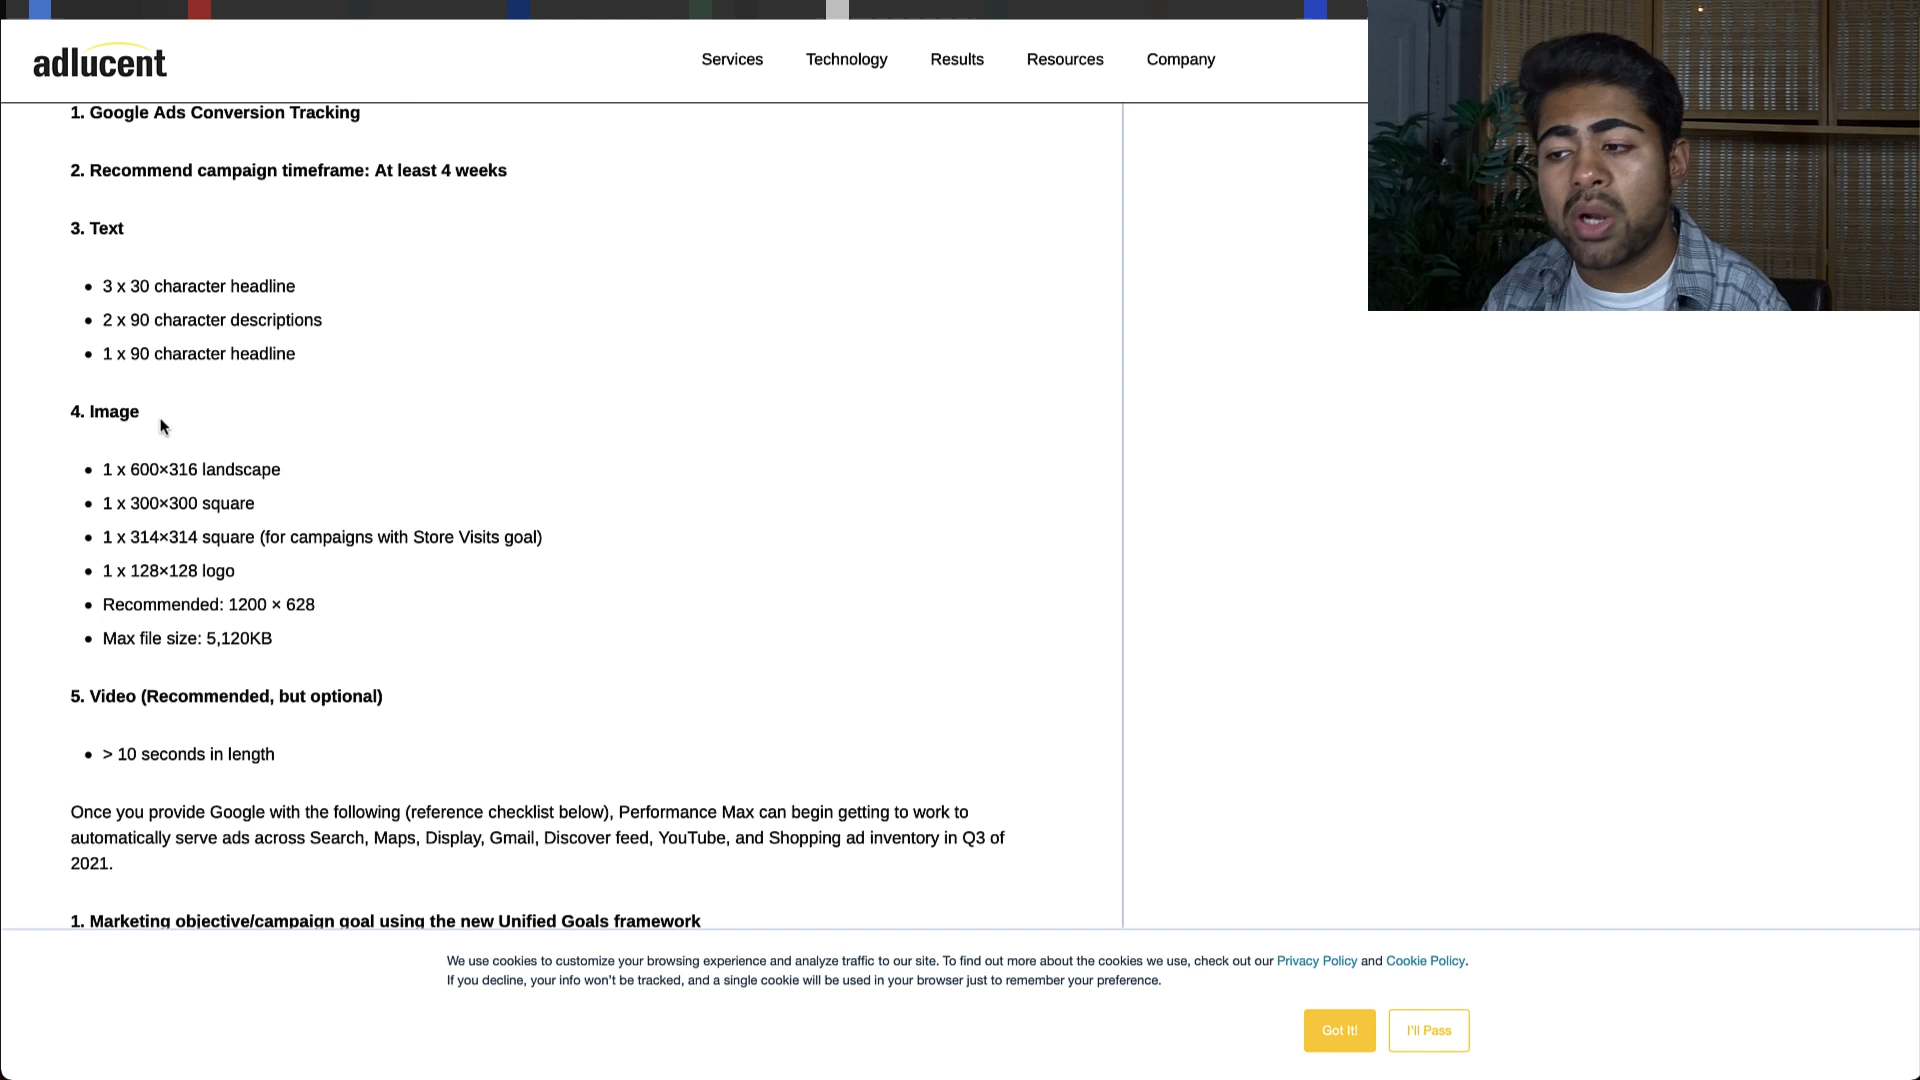 adlucent
Services
Technology
Results
Resources
Company
1. Google Ads Conversion Tracking
2. Recommend campaign timeframe: At least 4 weeks
3. Text
• 3 x 30 character headline
• 2 x 90 character descriptions
• 1 x 90 character headline
4. Image
• 1 x 600×316 landscape
• 1 x 300×300 square
• 1 x 314×314 square (for campaigns with Store Visits goal)
• 1 x 128×128 logo
• Recommended: 1200 × 628
• Max file size: 5,120KB
5. Video (Recommended, but optional)
• > 10 seconds in length
Once you provide Google with the following (reference checklist below), Performance Max can begin getting to work to
automatically serve ads across Search, Maps, Display, Gmail, Discover feed, YouTube, and Shopping ad inventory in Q3 of
2021.
1. Marketing objective/campaign goal using the new Unified Goals framework
We use cookies to customize your browsing experience and analyze traffic to our site. To find out more about the cookies we use, check out our Privacy Policy and Cookie Policy.
If you decline, your info won't be tracked, and a single cookie will be used in your browser just to remember your preference.
Got It!
I'll Pass